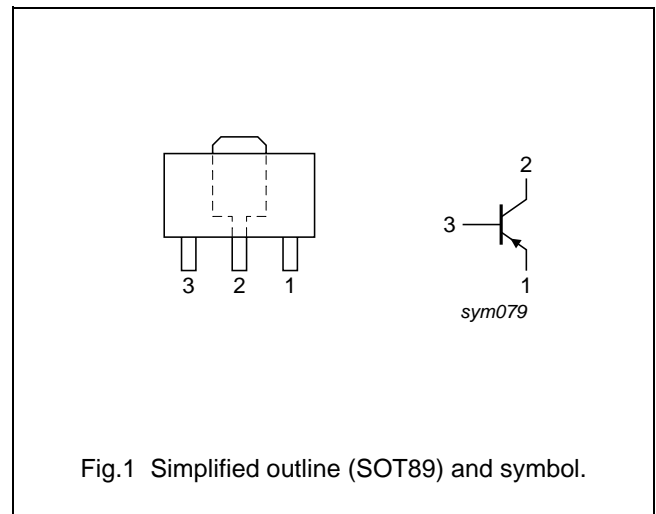 2
3
3 2 1
1
sym079
Fig.1 Simplified outline (SOT89) and symbol.